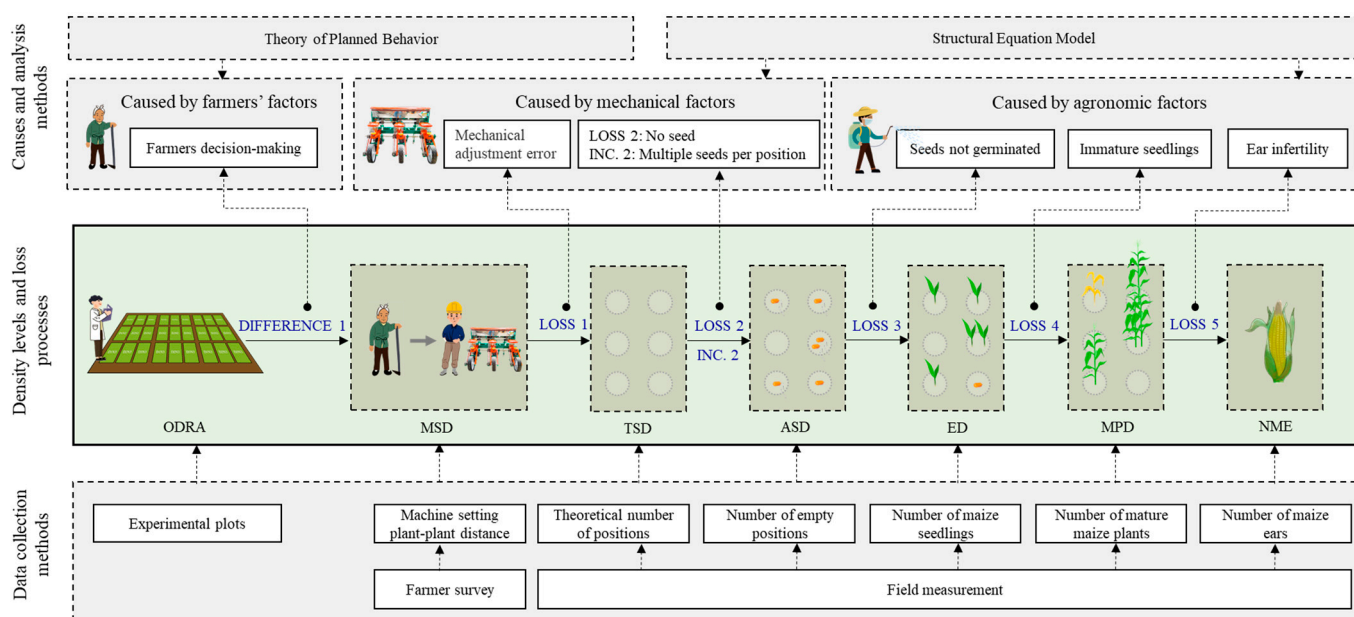 Causes and analysis
methods
Theory of Planned Behavior
Structural Equation Model
Caused by farmers' factors
Farmers decision-making
Caused by mechanical factors
Mechanical
adjustment error
LOSS 2: No seed
INC. 2: Multiple seeds per position
Caused by agronomic factors
Seeds not germinated
Immature seedlings
Ear infertility
Density levels and loss
processes
DIFFERENCE 1
LOSS 1
LOSS 2
INC. 2
LOSS 3
LOSS 4
LOSS 5
ODRA
MSD
TSD
ASD
ED
MPD
NME
Data collection
methods
Experimental plots
Machine setting
plant-plant distance
Theoretical number
of positions
Number of empty
positions
Number of maize
seedlings
Number of mature
maize plants
Number of maize
ears
Farmer survey
Field measurement